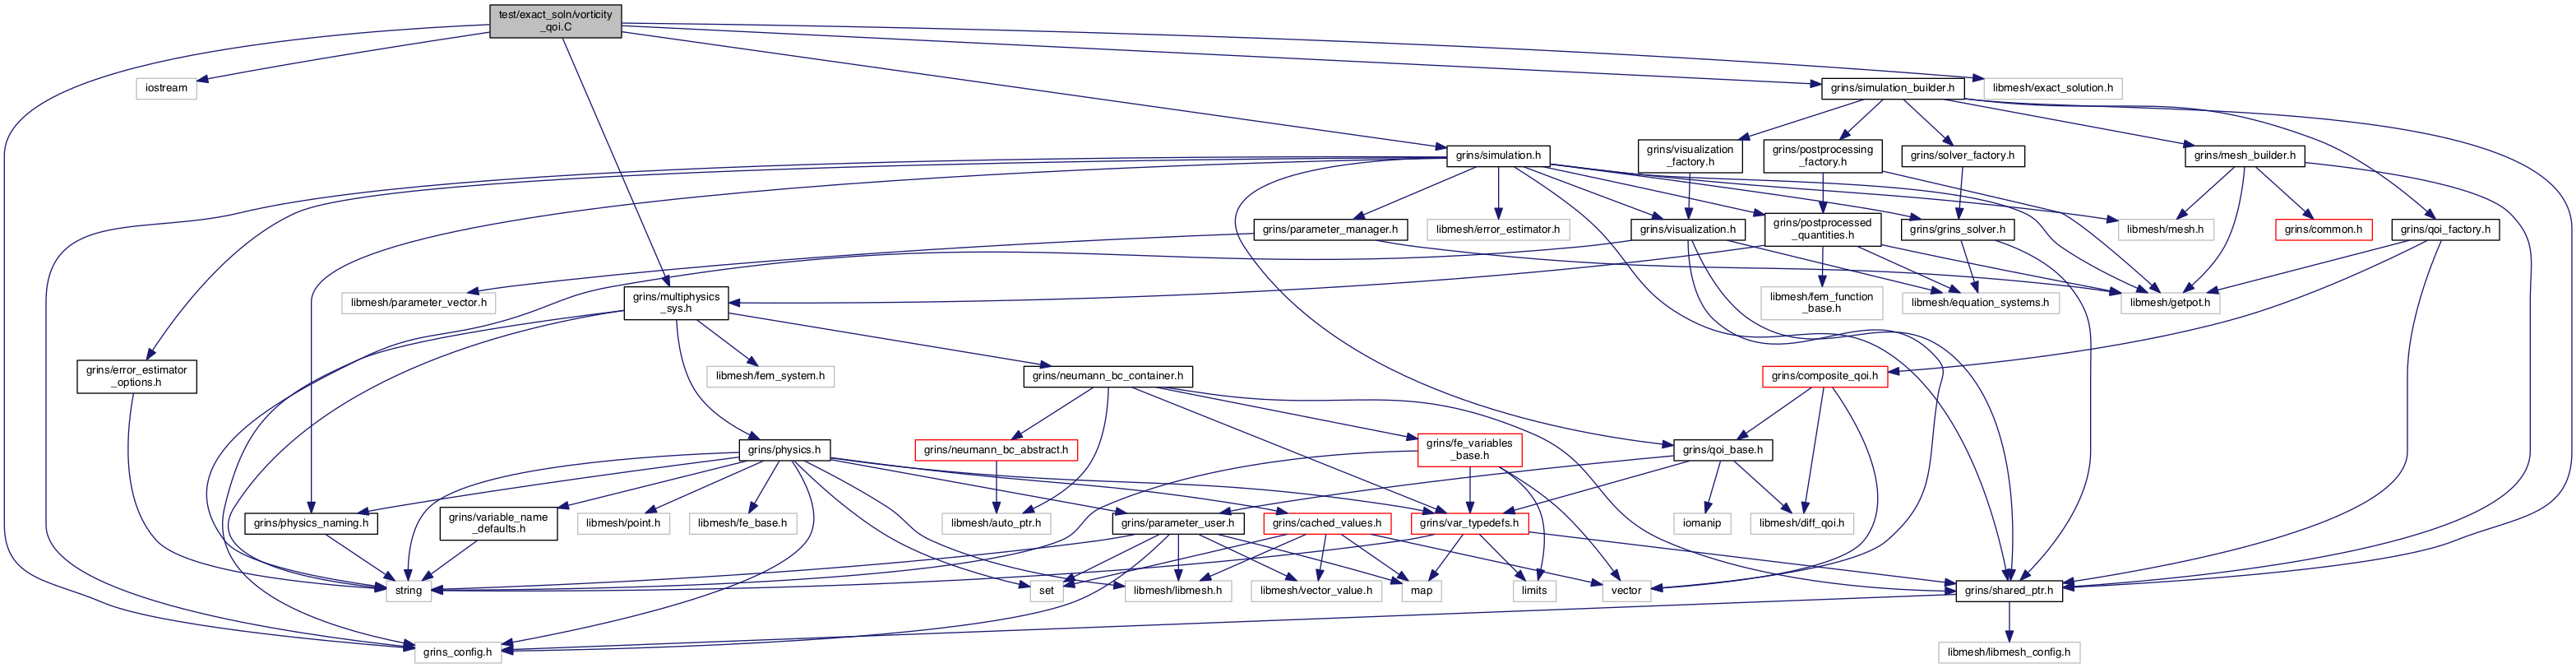 test/exact_soln/vorticity
_qoi.C
iostream
grins/simulation_builder.h
libmesh/exact_solution.h
grins/simulation.h
grins/visualization
_factory.h
grins/postprocessing
_factory.h
grins/solver_factory.h
grins/mesh_builder.h
grins/parameter_manager.h
libmesh/error_estimator.h
grins/visualization.h
grins/postprocessed
_quantities.h
grins/grins_solver.h
libmesh/mesh.h
grins/common.h
grins/qoi_factory.h
libmesh/parameter_vector.h
grins/multiphysics
_sys.h
libmesh/fem_function
_base.h
libmesh/equation_systems.h
libmesh/getpot.h
grins/error_estimator
_options.h
libmesh/fem_system.h
grins/neumann_bc_container.h
grins/composite_qoi.h
grins/physics.h
grins/neumann_bc_abstract.h
grins/fe_variables
_base.h
grins/qoi_base.h
grins/physics_naming.h
grins/variable_name
_defaults.h
libmesh/point.h
libmesh/fe_base.h
libmesh/auto_ptr.h
grins/parameter_user.h
grins/cached_values.h
grins/var_typedefs.h
iomanip
libmesh/diff_qoi.h
string
set
libmesh/libmesh.h
libmesh/vector_value.h
map
limits
vector
grins/shared_ptr.h
grins_config.h
libmesh/libmesh_config.h